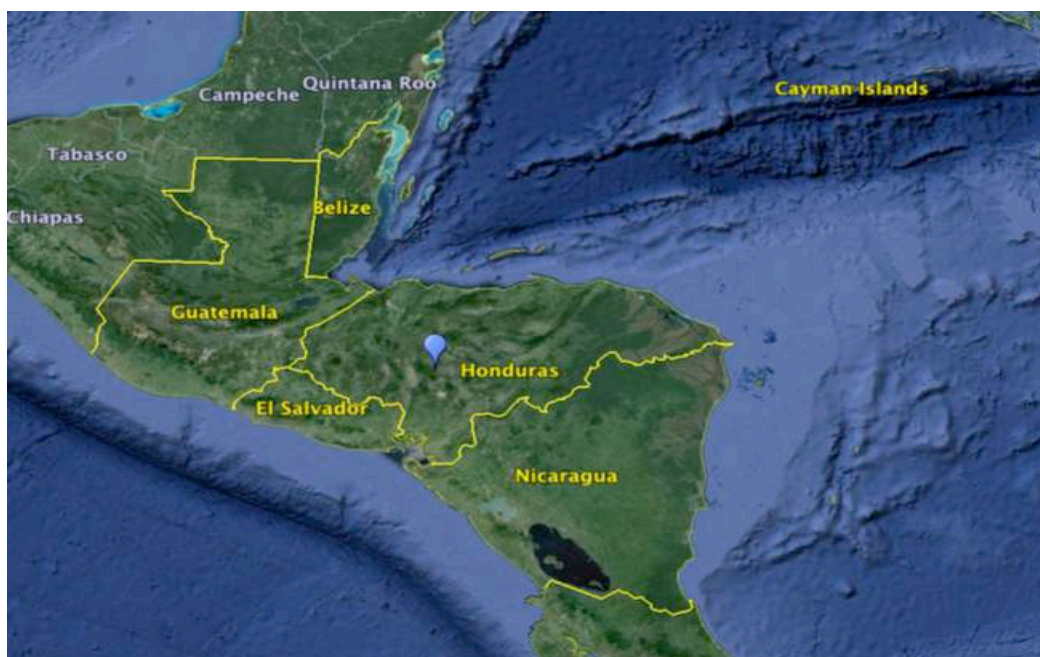 Quintana Roo
Campeche
Cayman Islands
Tabasco
Belize
Chiapas
Guatemala
Honduras
El Salvador
Nicaragua